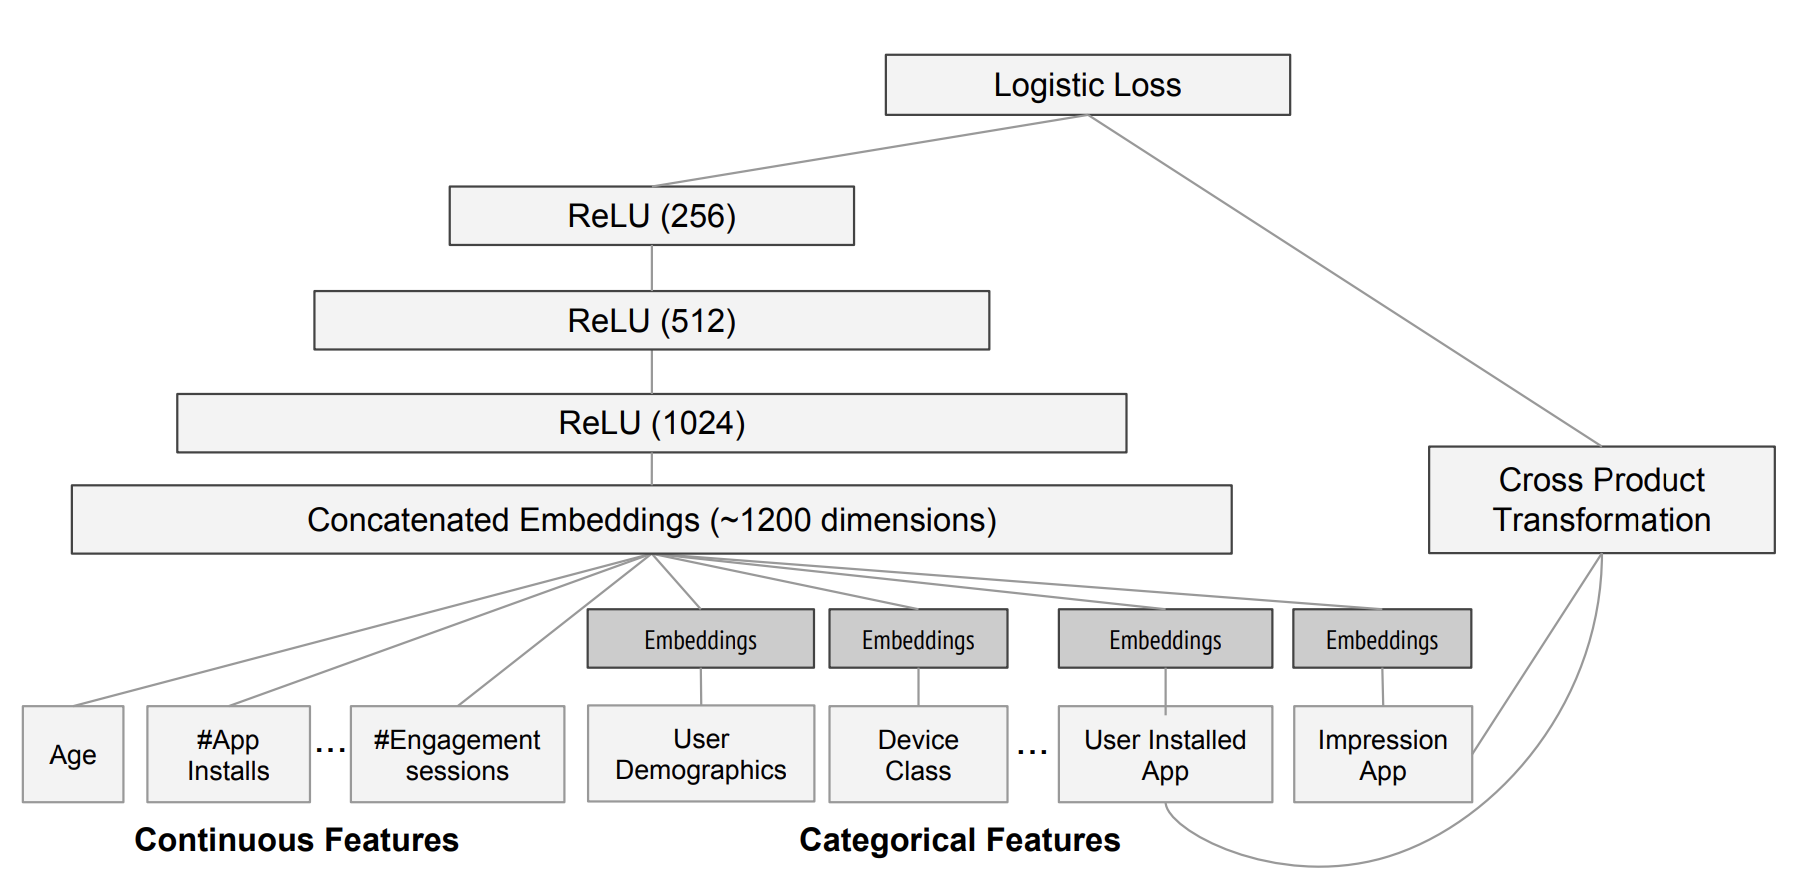 Logistic Loss
ReLU (256)
ReLU (512)
ReLU (1024)
Concatenated Embeddings (~1200 dimensions)
Cross Product
Transformation
Embeddings
Embeddings
Embeddings
Embeddings
Age
#App
Installs
...
#Engagement
sessions
User
Demographics
Device
Class
...
User Installed
App
Impression
App
Continuous Features
Categorical Features